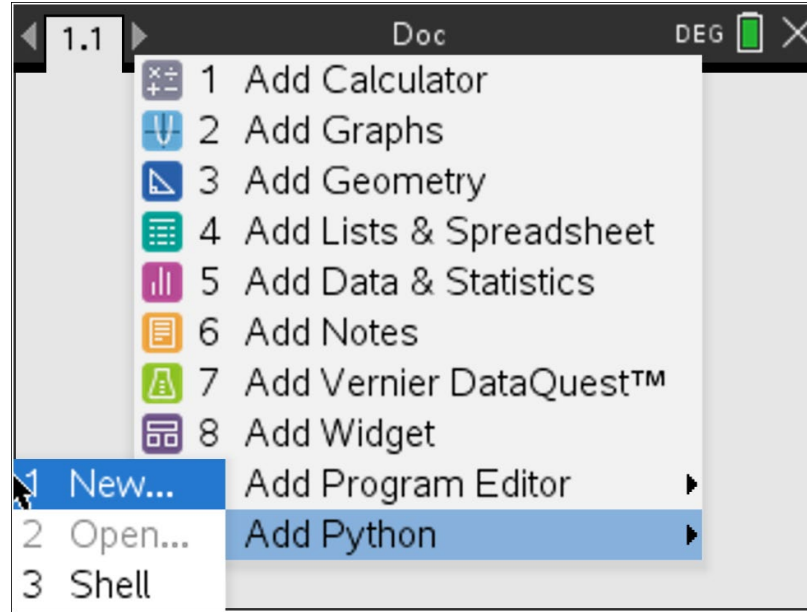 1.1 Doc DEG
1 Add Calculator
2 Add Graphs
3 Add Geometry
4 Add Lists & Spreadsheet
5 Add Data & Statistics
6 Add Notes
7 Add Vernier DataQuest™
8 Add Widget
Add Program Editor
Add Python
1 New...
2 Open...
3 Shell